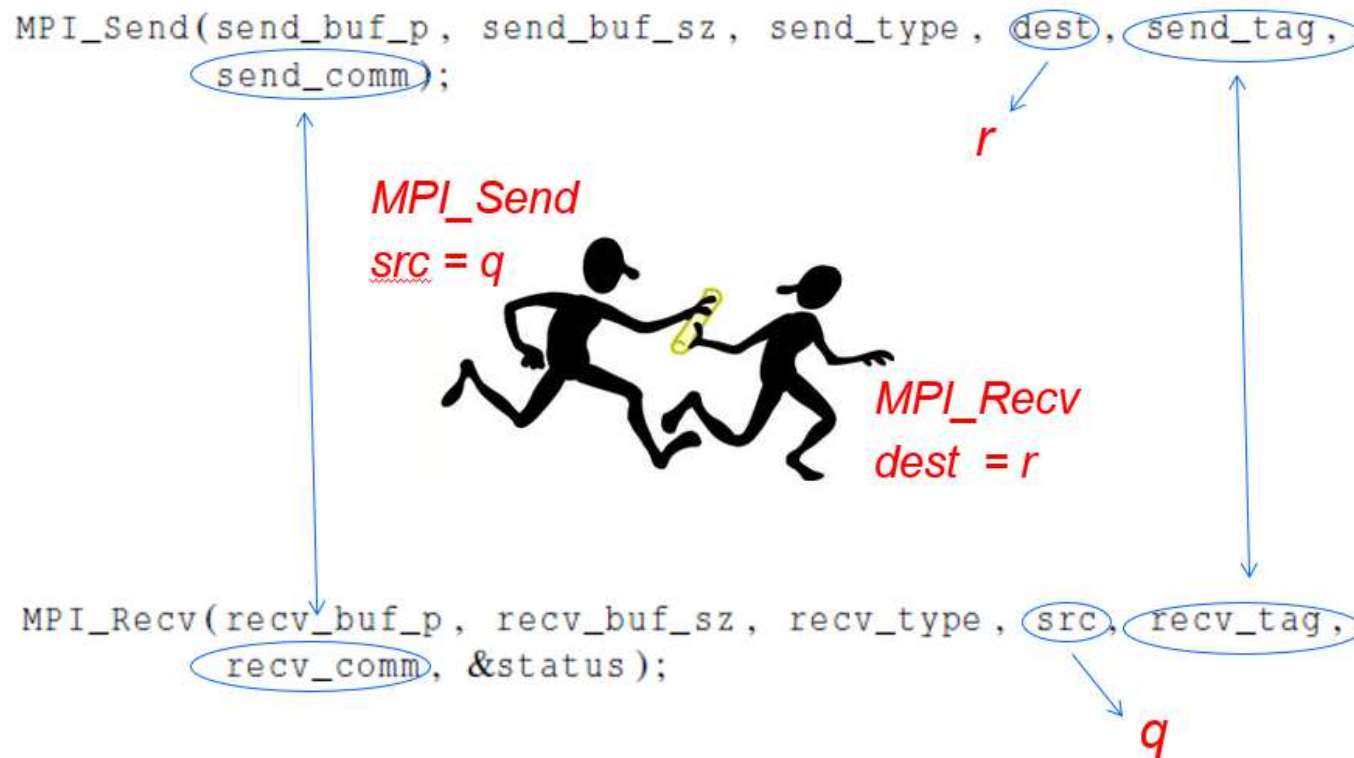 MPI_Send(send_buf_p, send_buf_sz, send_type, dest, send_tag,
send_comm);
r
MPI_Send
src = q
MPI_Recv
dest = r
MPI_Recv(recv_buf_p, recv_buf_sz, recv_type, src, recv_tag,
recv_comm, &status);
q